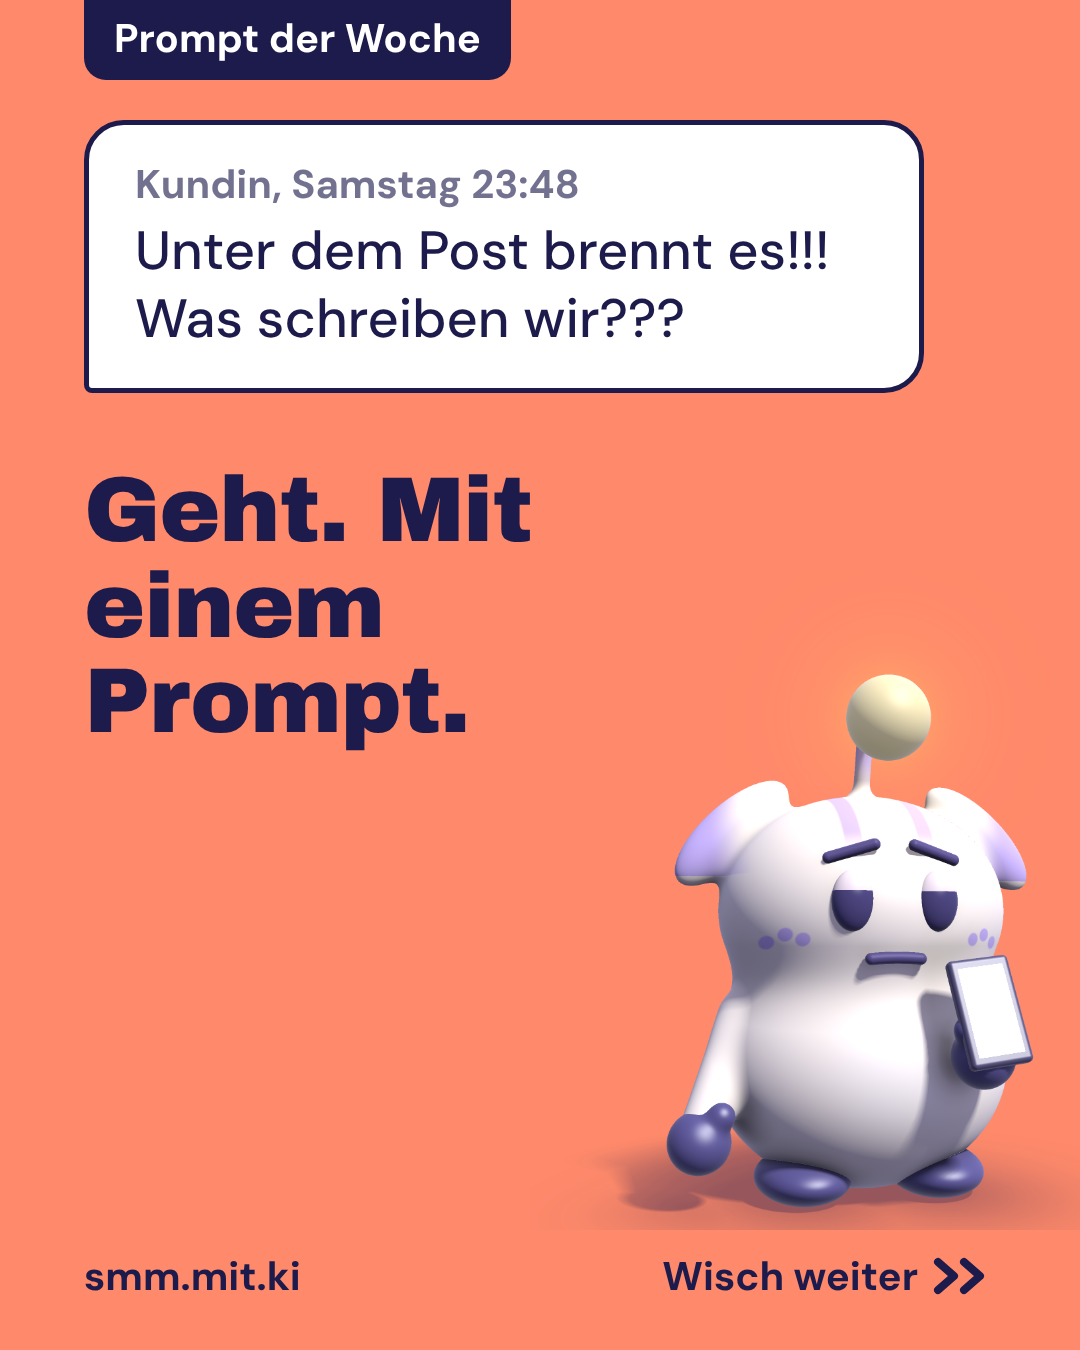 Prompt der Woche
Kundin, Samstag 23:48
Unter dem Post brennt es!!!
Was schreiben wir???
Geht. Mit
einem
Prompt.
smm.mit.ki
Wisch weiter